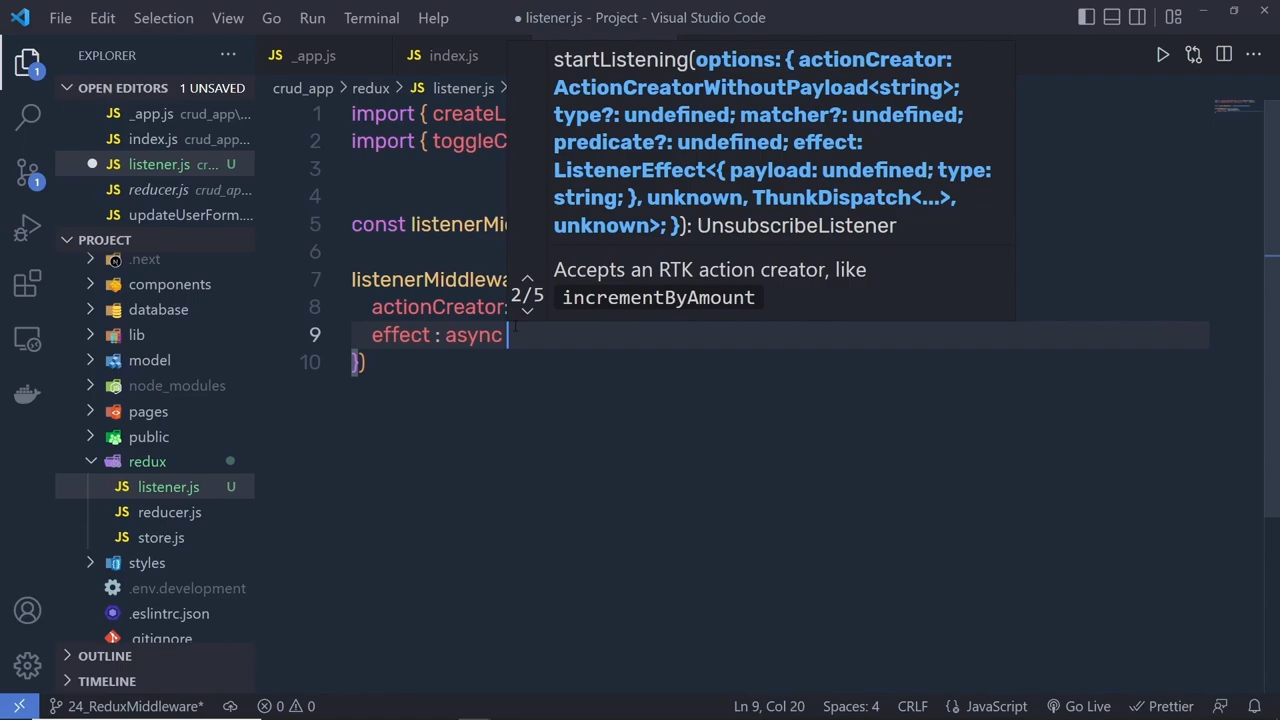 File Edit Selection View Go Run Terminal Help
● listener.js - Project - Visual Studio Code
EXPLORER
1
OPEN EDITORS 1 UNSAVED
_app.js crud_app\...
index.js crud_app\...
listener.js cr... U
reducer.js crud_ap...
updateUserForm....
1
PROJECT
.next
components
database
lib
model
node_modules
pages
public
redux
JS listener.js U
JS reducer.js
JS store.js
styles
.env.development
.eslintrc.json
.gitignore
OUTLINE
TIMELINE
JS _app.js
JS index.js
crud_app > redux > JS listener.js >
1 import { createL
2 import { toggleC
3
4
5 const listenerMi
6
7 listenerMiddlewa
8 actionCreator:
9 effect : async
10 })
startListening(options: { actionCreator:
ActionCreatorWithoutPayload<string>;
type?: undefined; matcher?: undefined;
predicate?: undefined; effect:
ListenerEffect<{ payload: undefined; type:
string; }, unknown, ThunkDispatch<...>,
unknown>; }): UnsubscribeListener
Accepts an RTK action creator, like
2/5
incrementByAmount
24_ReduxMiddleware* 0 0 Ln 9, Col 20 Spaces: 4 CRLF {} JavaScript Go Live Prettier